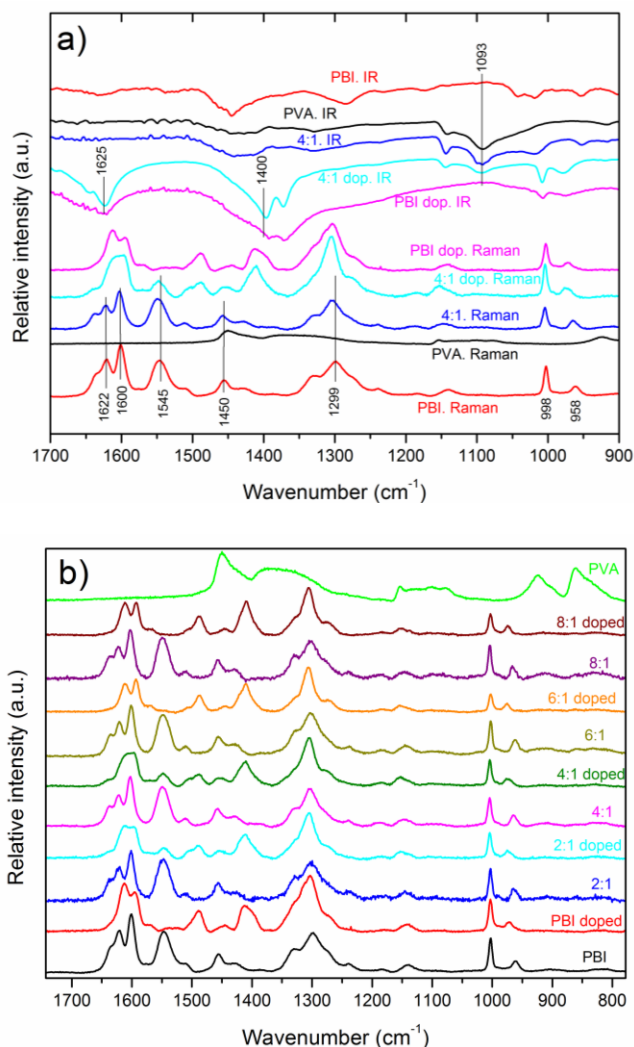 a)
1093
PBI. IR
PVA. IR
4:1. IR
1625
1400
4:1 dop. IR
PBI dop. IR
PBI dop. Raman
4:1 dop. Raman
4:1. Raman
PVA. Raman
PBI. Raman
1622
1600
1545
1450
1299
998
958
Relative intensity (a.u.)
1700 1600 1500 1400 1300 1200 1100 1000 900
Wavenumber (cm-1)
b)
PVA
8:1 doped
8:1
6:1 doped
6:1
4:1 doped
4:1
2:1 doped
2:1
PBI doped
PBI
Relative intensity (a.u.)
1700 1600 1500 1400 1300 1200 1100 1000 900 800
Wavenumber (cm-1)